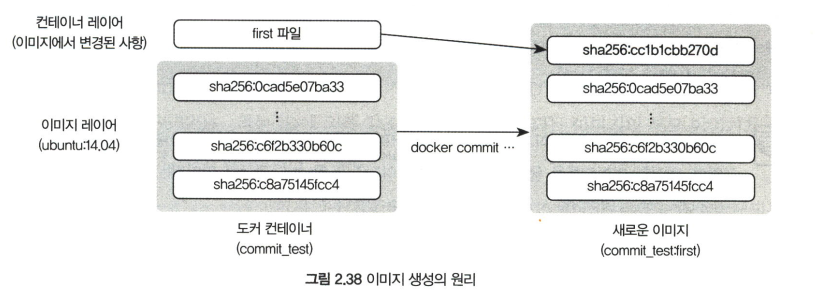 컨테이너 레이어
(이미지에서 변경된 사항)
first 파일
sha256:cc1b1cbb270d
sha256:0cad5e07ba33
sha256:0cad5e07ba33
⋮
⋮
이미지 레이어
(ubuntu:14.04)
sha256:c6f2b330b60c
docker commit ⋯
sha256:c6f2b330b60c
sha256:c8a75145fcc4
sha256:c8a75145fcc4
도커 컨테이너
(commit_test)
새로운 이미지
(commit_test:first)
그림 2.38 이미지 생성의 원리